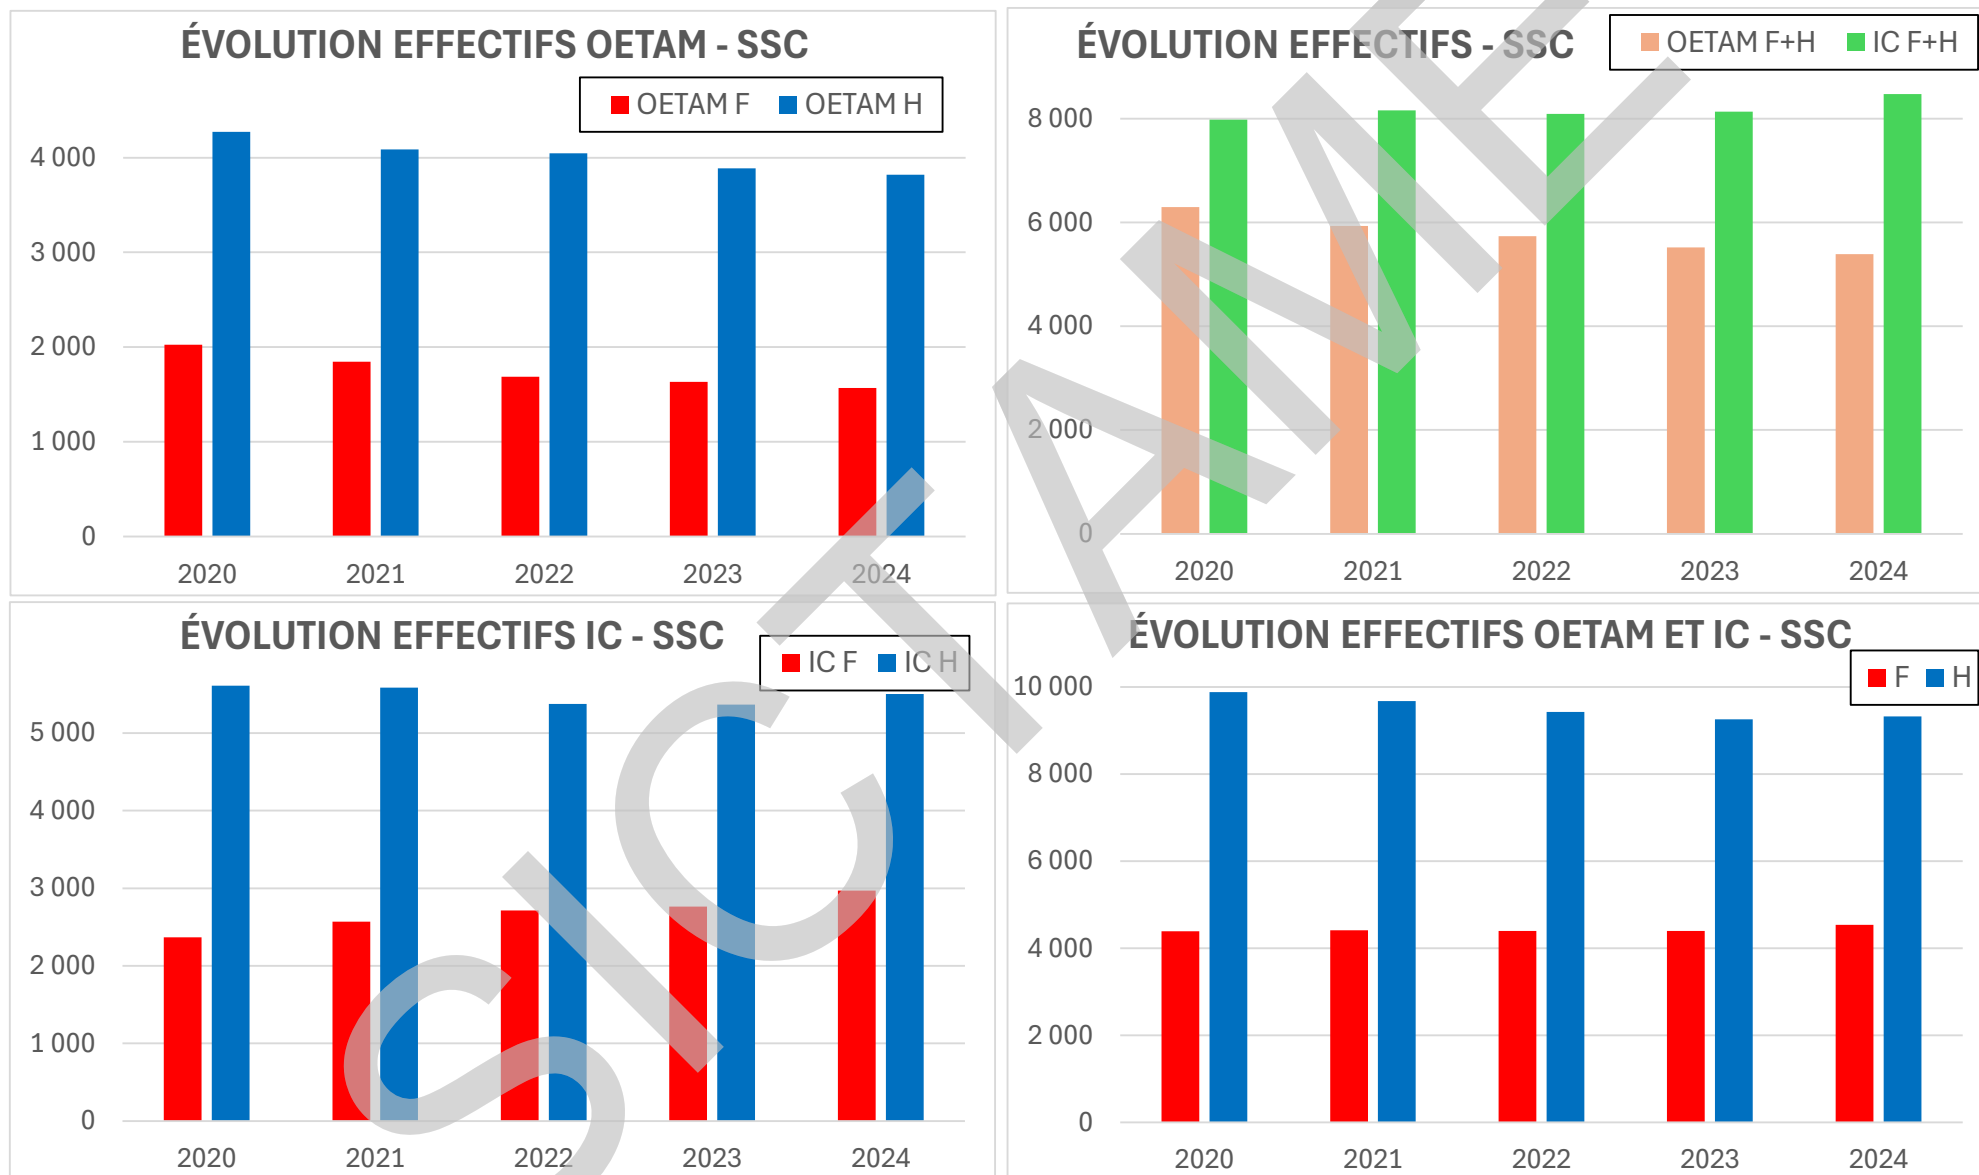 ÉVOLUTION EFFECTIFS OETAM - SSC
OETAM F OETAM H
4 000
3 000
2 000
1 000
0
2020 2021 2022 2023 2024
ÉVOLUTION EFFECTIFS - SSC
OETAM F+H IC F+H
8 000
6 000
4 000
2 000
0
2020 2021 2022 2023 2024
ÉVOLUTION EFFECTIFS IC - SSC
IC F IC H
5 000
4 000
3 000
2 000
1 000
0
2020 2021 2022 2023 2024
ÉVOLUTION EFFECTIFS OETAM ET IC - SSC
F H
10 000
8 000
6 000
4 000
2 000
0
2020 2021 2022 2023 2024
SICTAME